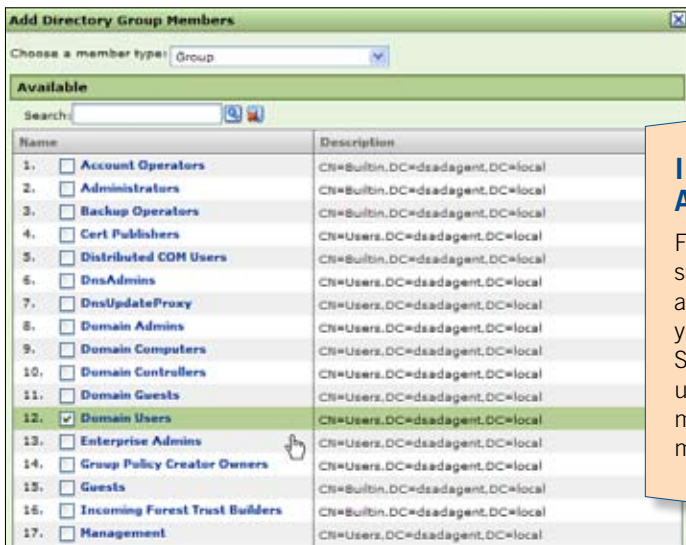 Add Directory Group Members
Choose a member type: Group
Available
Search:
Name Description
1. Account Operators CN=Builtin,DC=dsadagent,DC=local
2. Administrators CN=Builtin,DC=dsadagent,DC=local
3. Backup Operators CN=Builtin,DC=dsadagent,DC=local
4. Cert Publishers CN=Users,DC=dsadagent,DC=local
5. Distributed COM Users CN=Builtin,DC=dsadagent,DC=local
6. DnsAdmins CN=Users,DC=dsadagent,DC=local
7. DnsUpdateProxy CN=Users,DC=dsadagent,DC=local
8. Domain Admins CN=Users,DC=dsadagent,DC=local
9. Domain Computers CN=Users,DC=dsadagent,DC=local
10. Domain Controllers CN=Users,DC=dsadagent,DC=local
11. Domain Guests CN=Users,DC=dsadagent,DC=local
12. Domain Users CN=Users,DC=dsadagent,DC=local
13. Enterprise Admins CN=Users,DC=dsadagent,DC=local
14. Group Policy Creator Owners CN=Users,DC=dsadagent,DC=local
15. Guests CN=Builtin,DC=dsadagent,DC=local
16. Incoming Forest Trust Builders CN=Builtin,DC=dsadagent,DC=local
17. Management CN=Users,DC=dsadagent,DC=local